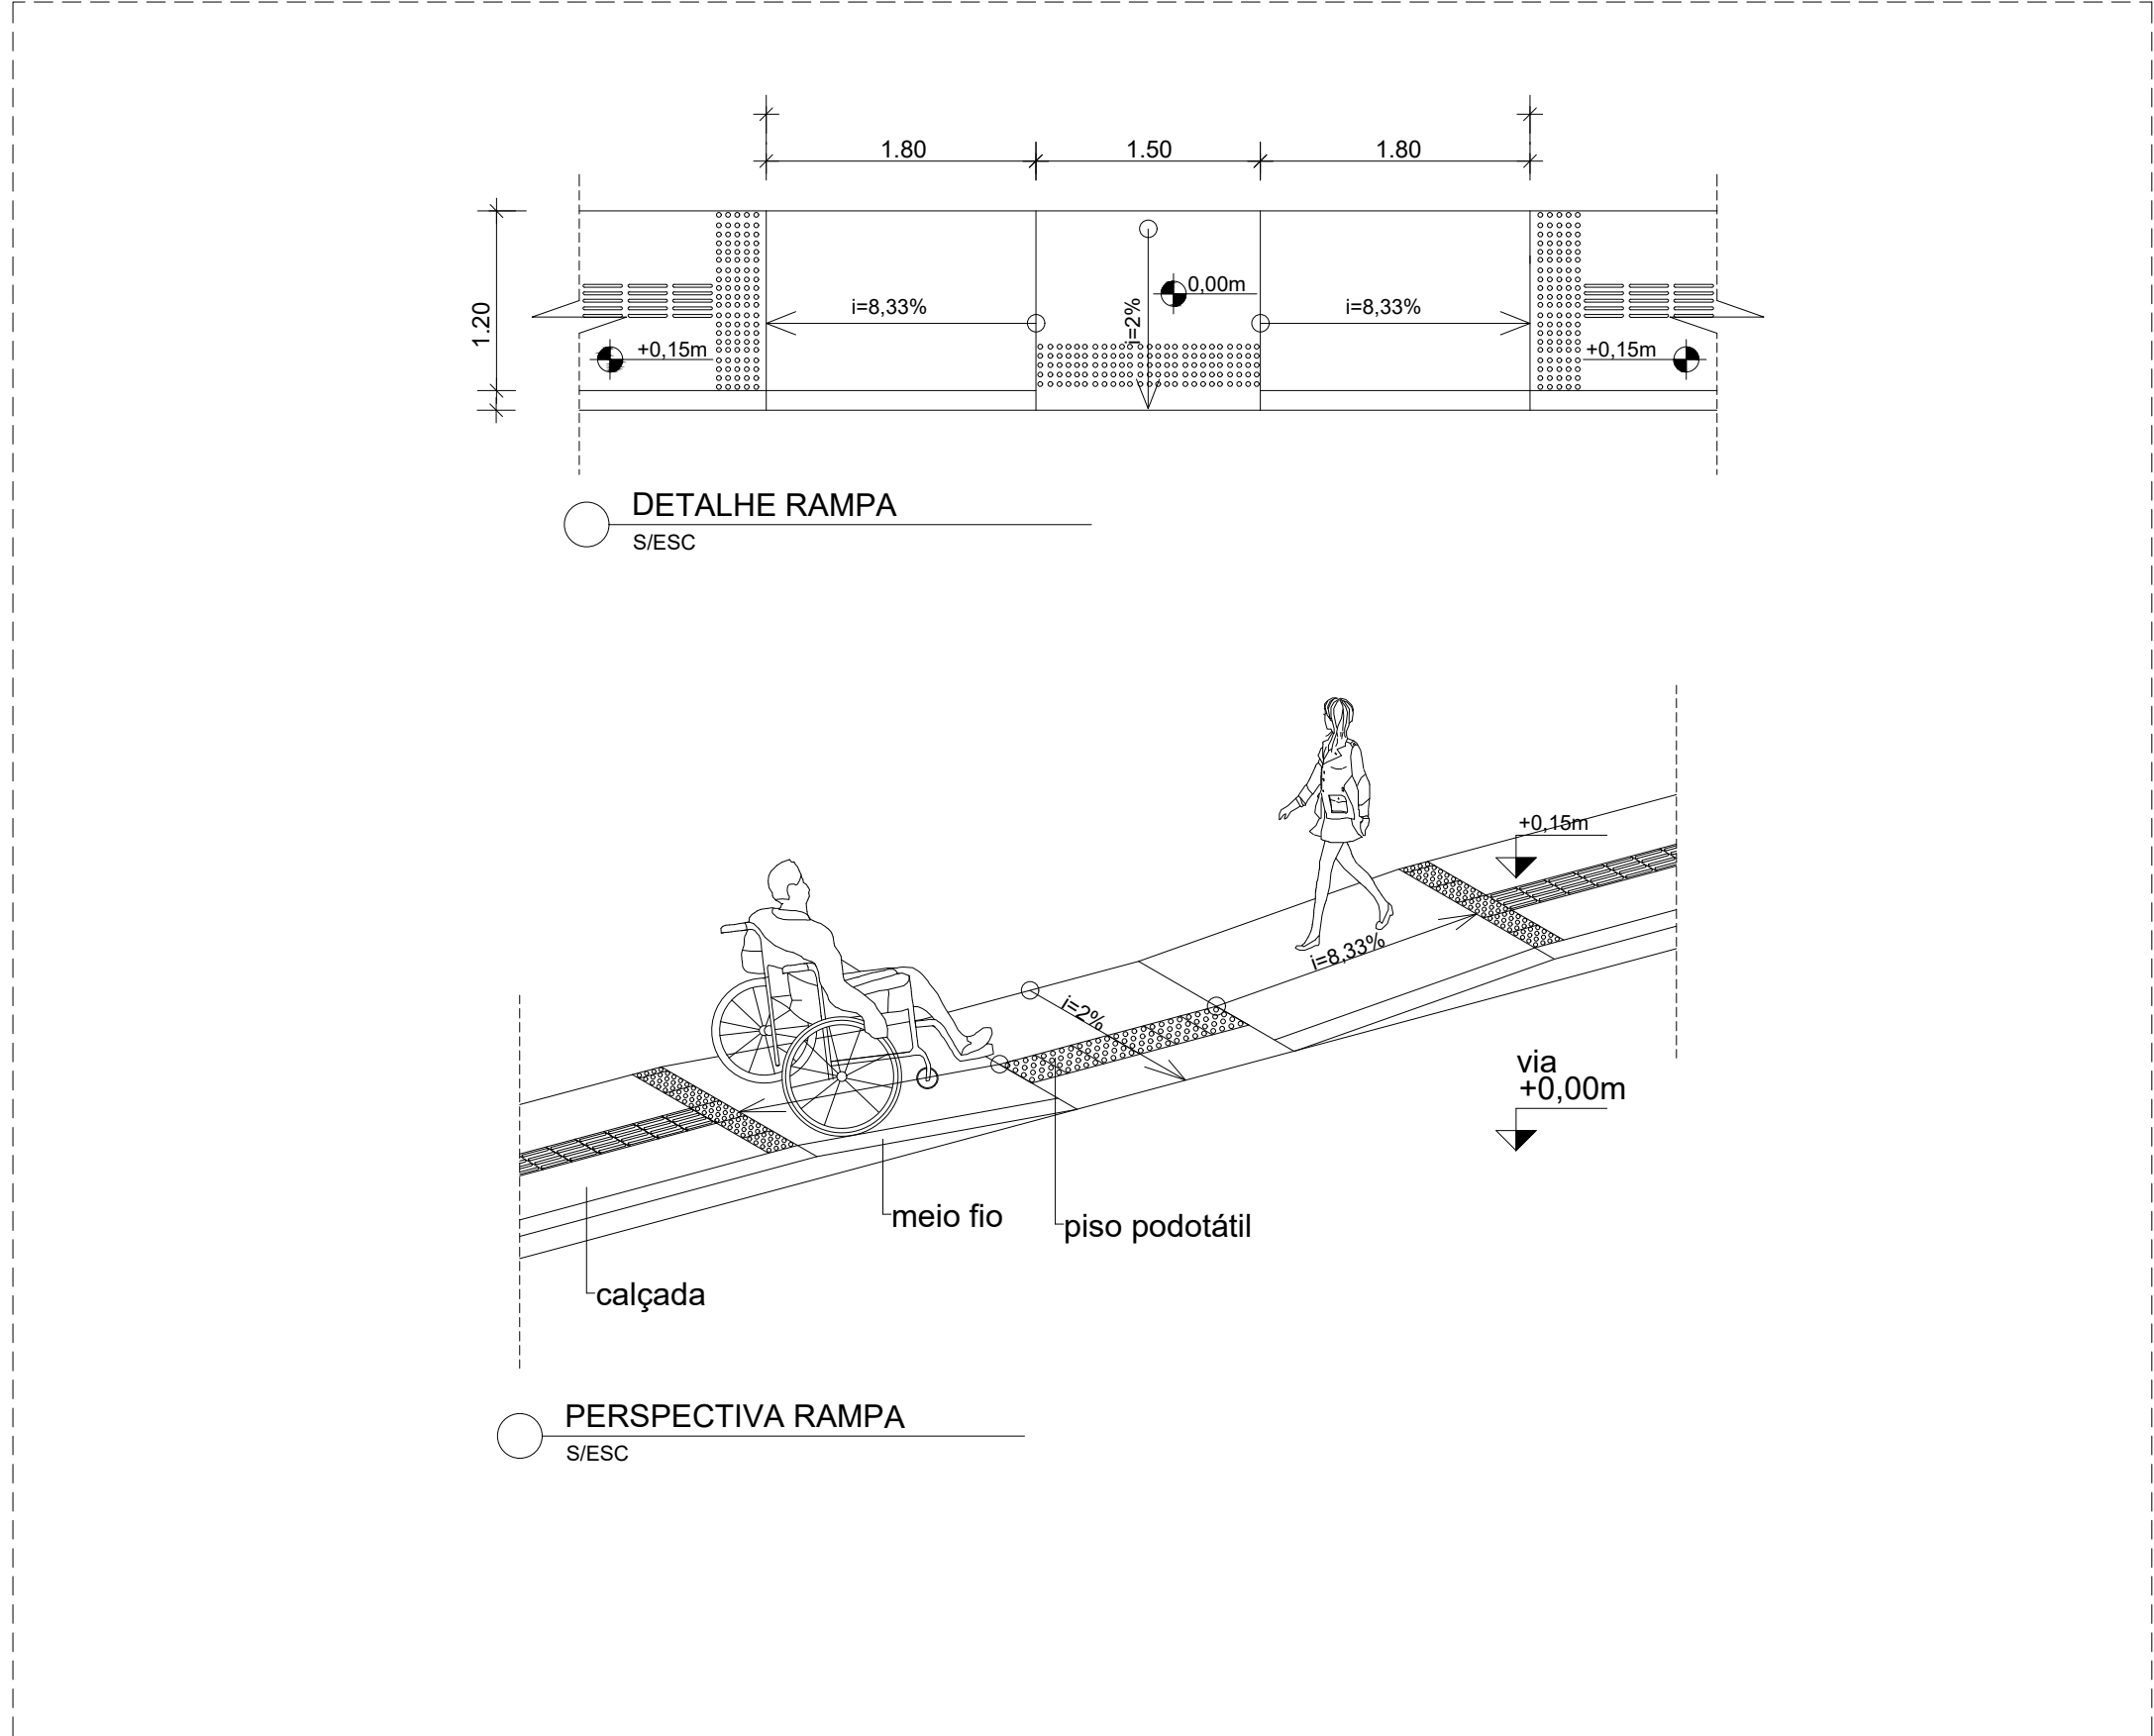 1.80 1.50 1.80
0,00m
i=8,33% i=2% i=8,33%
1.20
+0,15m +0,15m
DETALHE RAMPA
S/ESC
+0,15m
i=8,33%
i=2%
via
+0,00m
meio fio
piso podotátil
calçada
PERSPECTIVA RAMPA
S/ESC